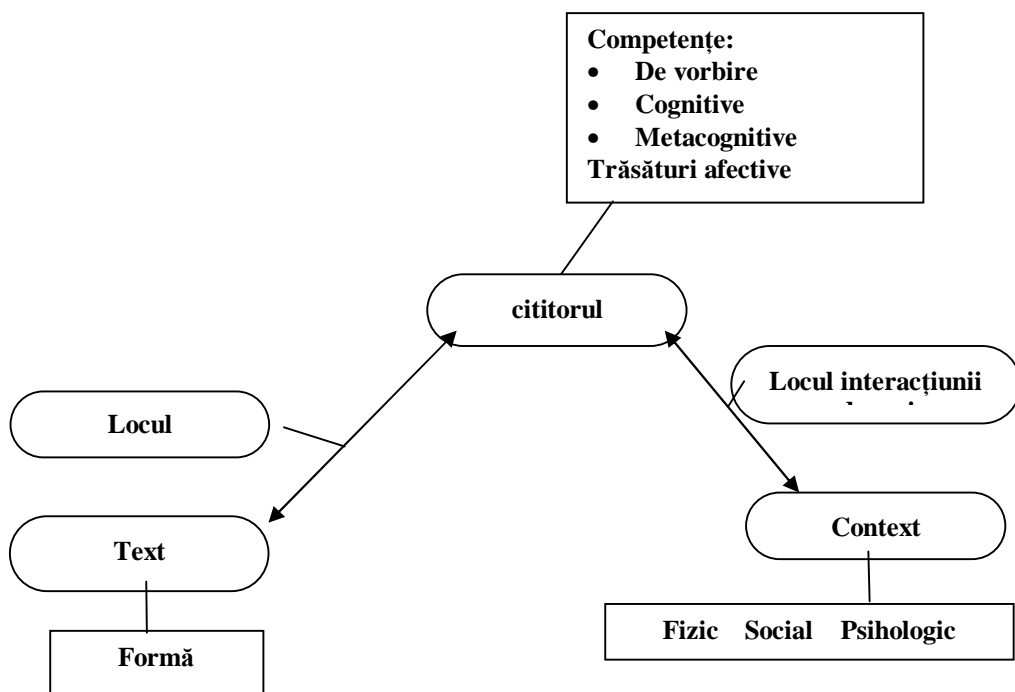 Competențe:
• De vorbire
• Cognitive
• Metacognitive
Trăsături afective
cititorul
Locul interacțiunii
Locul
Context
Text
Fizic Social Psihologic
Formă